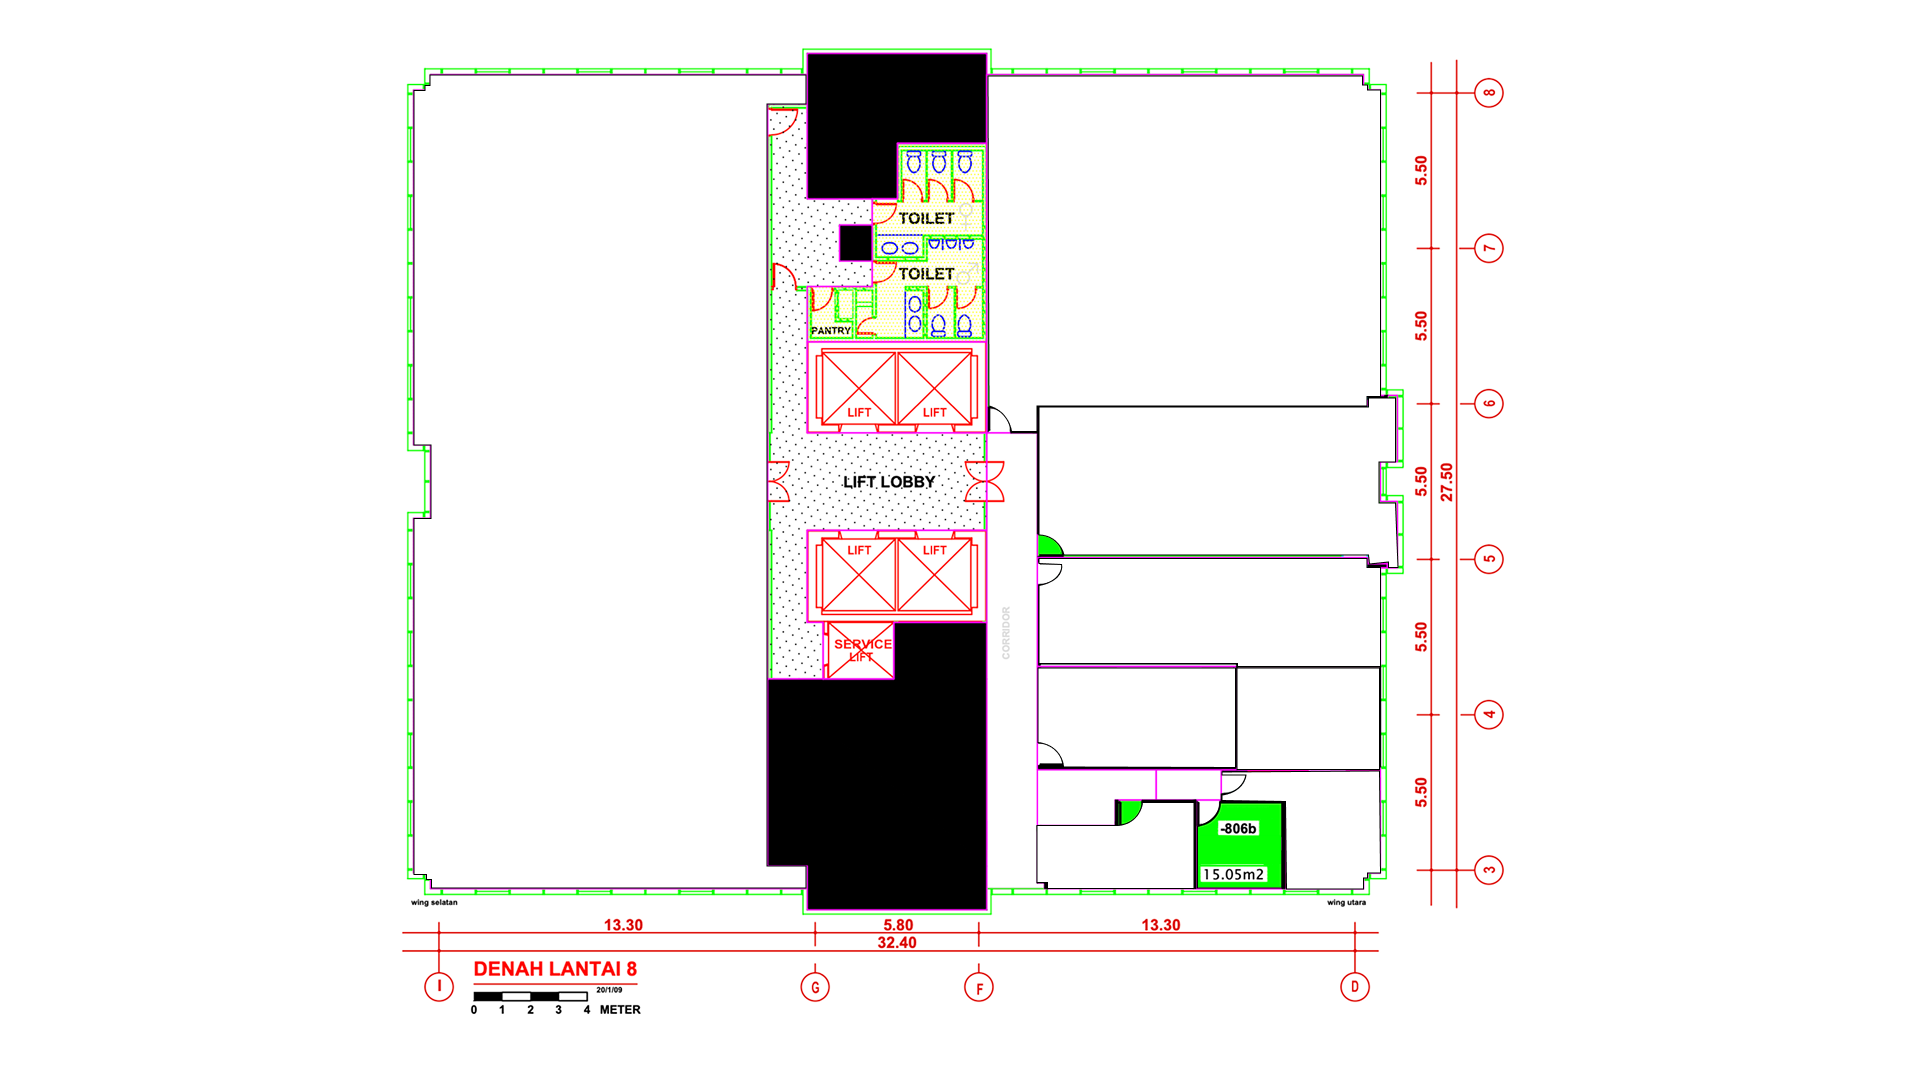 8
5.50
TOILET
7
TOILET
5.50
PANTRY
6
LIFT
LIFT
LIFT LOBBY
5.50
27.50
LIFT
LIFT
5
CORRIDOR
SERVICE
LIFT
5.50
4
5.50
-806b
15.05m2
3
wing selatan
wing utara
13.30
5.80
13.30
32.40
DENAH LANTAI 8
I
G
F
D
20/1/09
0 1 2 3 4 METER